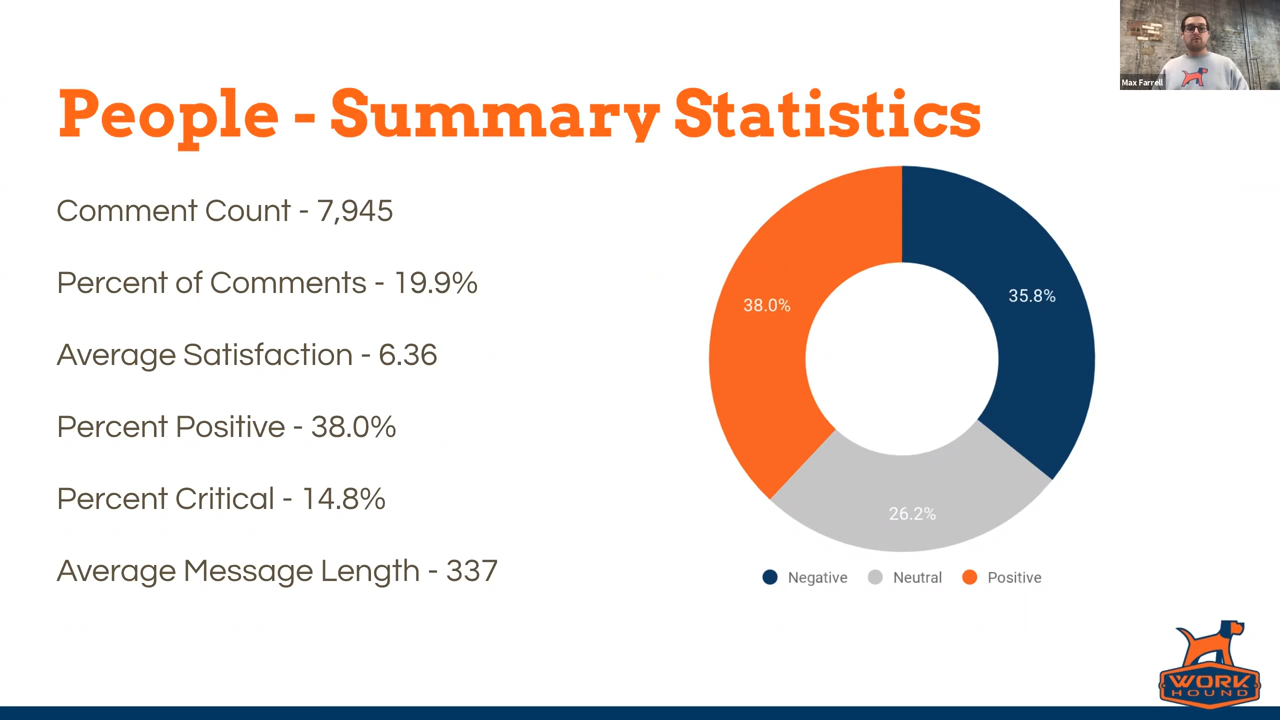 Max Farrell
People - Summary Statistics
Comment Count - 7,945
Percent of Comments - 19.9%
Average Satisfaction - 6.36
Percent Positive - 38.0%
Percent Critical - 14.8%
Average Message Length - 337
38.0%
35.8%
26.2%
Negative
Neutral
Positive
WORK
HOUND